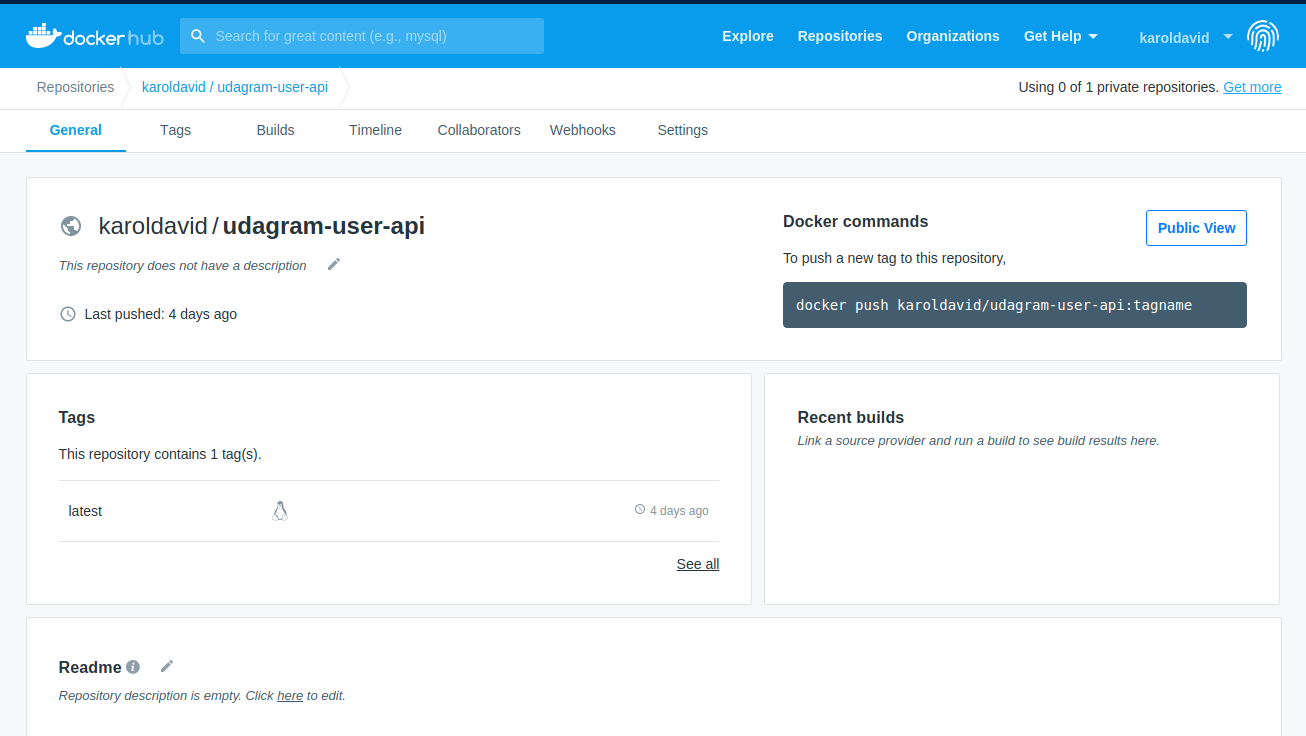 docker hub
Search for great content (e.g., mysql)
Explore
Repositories
Organizations
Get Help
karoldavid
Repositories
karoldavid / udagram-user-api
Using 0 of 1 private repositories. Get more
General
Tags
Builds
Timeline
Collaborators
Webhooks
Settings
karoldavid / udagram-user-api
This repository does not have a description
Last pushed: 4 days ago
Docker commands
Public View
To push a new tag to this repository,
docker push karoldavid/udagram-user-api:tagname
Tags
This repository contains 1 tag(s).
latest
4 days ago
See all
Recent builds
Link a source provider and run a build to see build results here.
Readme
Repository description is empty. Click here to edit.